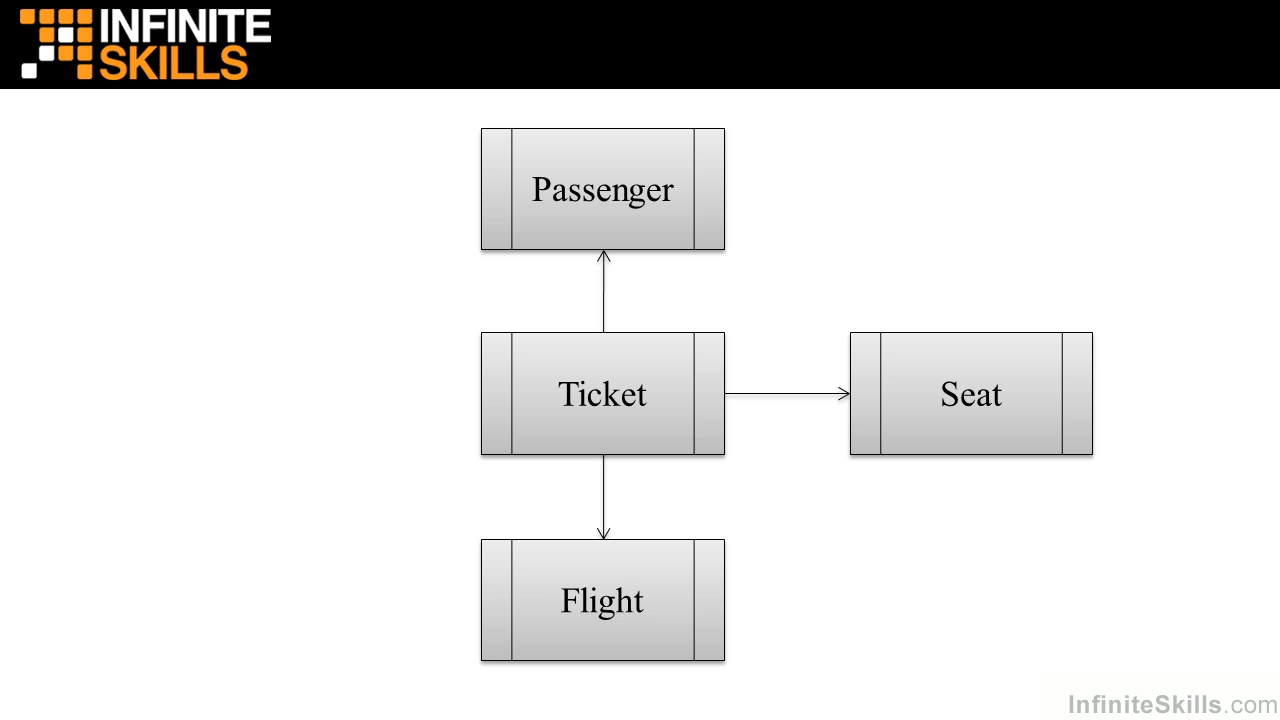 INFINITE
SKILLS
Passenger
Ticket
Seat
Flight
InfiniteSkills.com